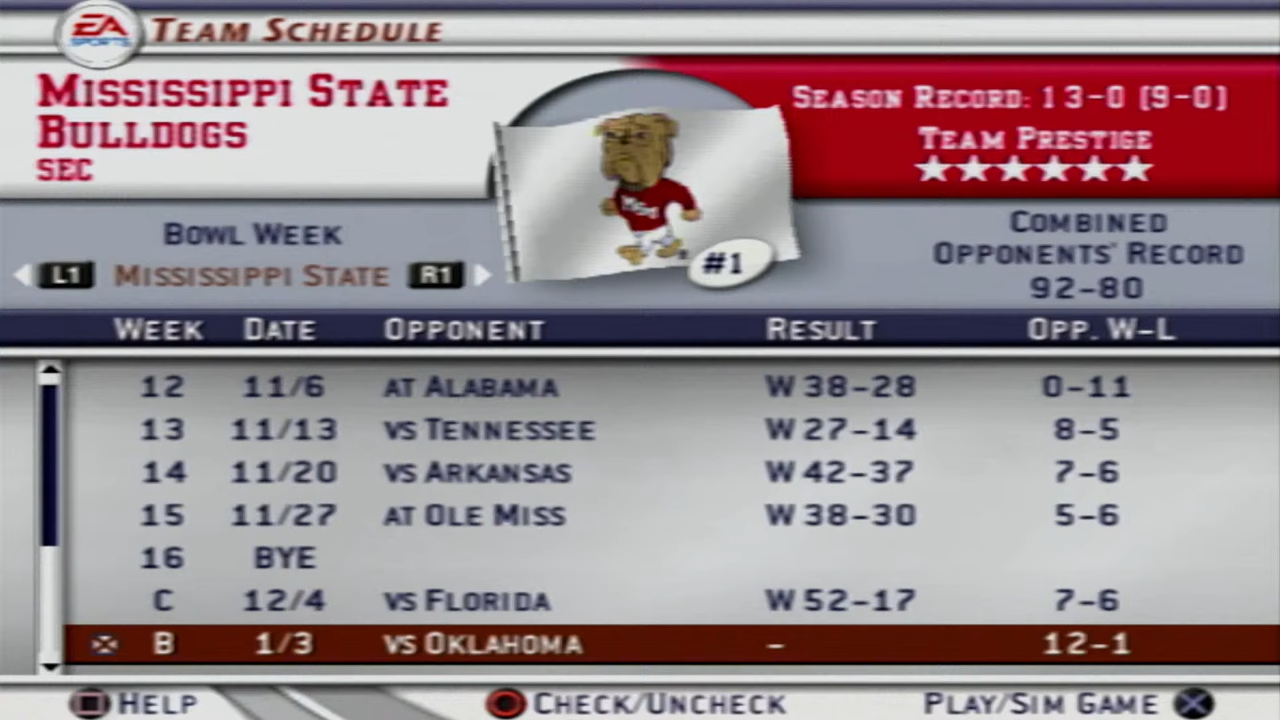 EA SPORTS TEAM SCHEDULE
MISSISSIPPI STATE
BULLDOGS
SEC
SEASON RECORD: 13-0 (9-0)
TEAM PRESTIGE
#1
BOWL WEEK
L1 MISSISSIPPI STATE R1
COMBINED
OPPONENTS' RECORD
92-80
WEEK DATE OPPONENT RESULT OPP. W-L
12 11/6 AT ALABAMA W 38-28 0-11
13 11/13 VS TENNESSEE W 27-14 8-5
14 11/20 VS ARKANSAS W 42-37 7-6
15 11/27 AT OLE MISS W 38-30 5-6
16 BYE
C 12/4 VS FLORIDA W 52-17 7-6
B 1/3 VS OKLAHOMA - 12-1
HELP CHECK/UNCHECK PLAY/SIM GAME